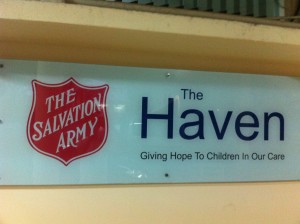 THE
SALVATION
ARMY
The
Haven
Giving Hope To Children In Our Care